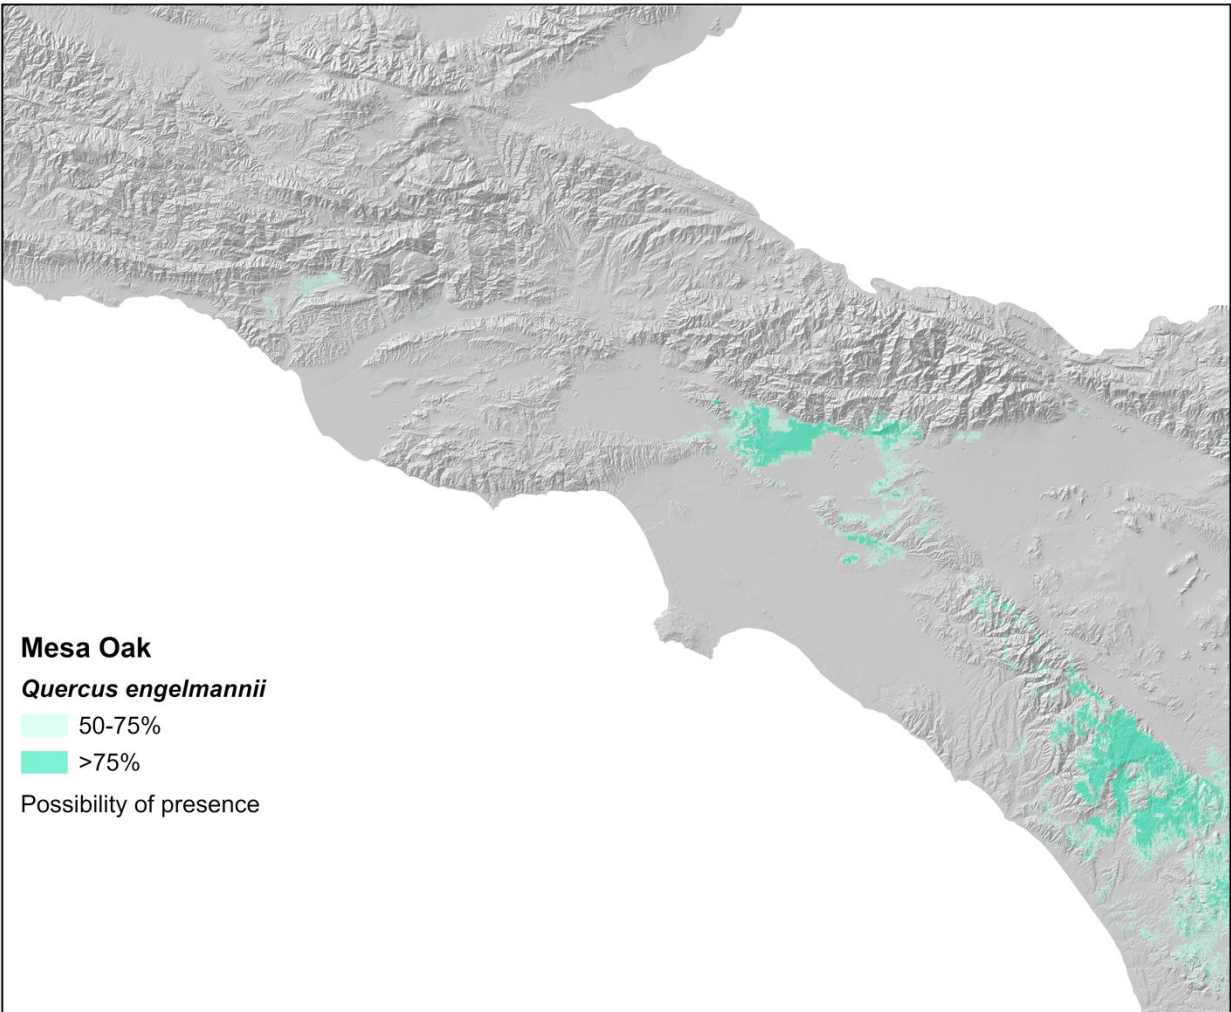 Mesa Oak
Quercus engelmannii
50-75%
>75%
Possibility of presence